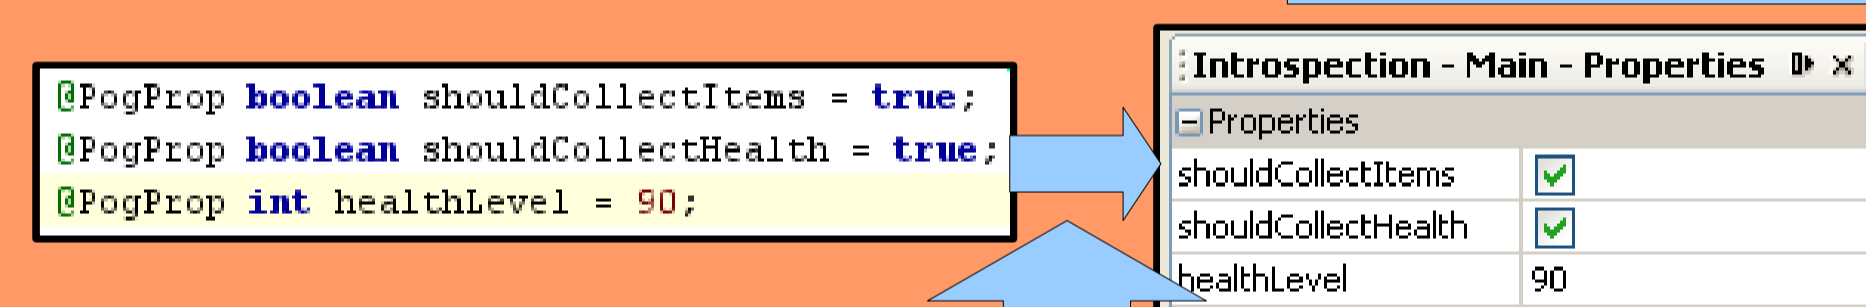 @PogProp boolean shouldCollectItems = true;
@PogProp boolean shouldCollectHealth = true;
@PogProp int healthLevel = 90;
Introspection - Main - Properties
Properties
shouldCollectItems
shouldCollectHealth
healthLevel 90